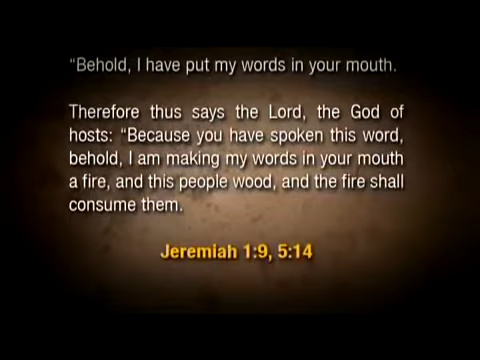 “Behold, I have put my words in your mouth.
Therefore thus says the Lord, the God of
hosts: “Because you have spoken this word,
behold, I am making my words in your mouth
a fire, and this people wood, and the fire shall
consume them.
Jeremiah 1:9, 5:14